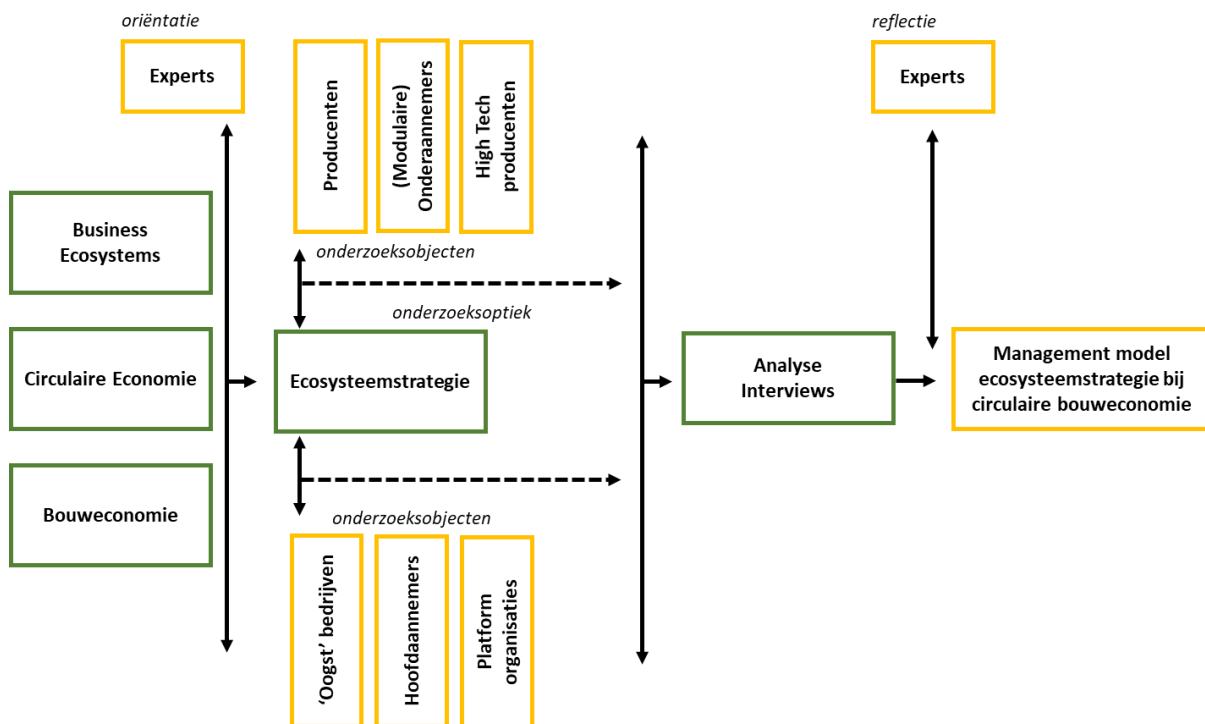 oriëntatie
Experts
Business
Ecosystems
Circulaire Economie
Bouweconomie
Producenten
(Modulaire)
Onderaannemers
High Tech
producenten
onderzoeksobjecten
onderzoeksoptiek
Ecosysteemstrategie
onderzoeksobjecten
‘Oogst’ bedrijven
Hoofdaannemers
Platform
organisaties
Analyse
Interviews
reflectie
Experts
Management model
ecosysteemstrategie bij
circulaire bouweconomie